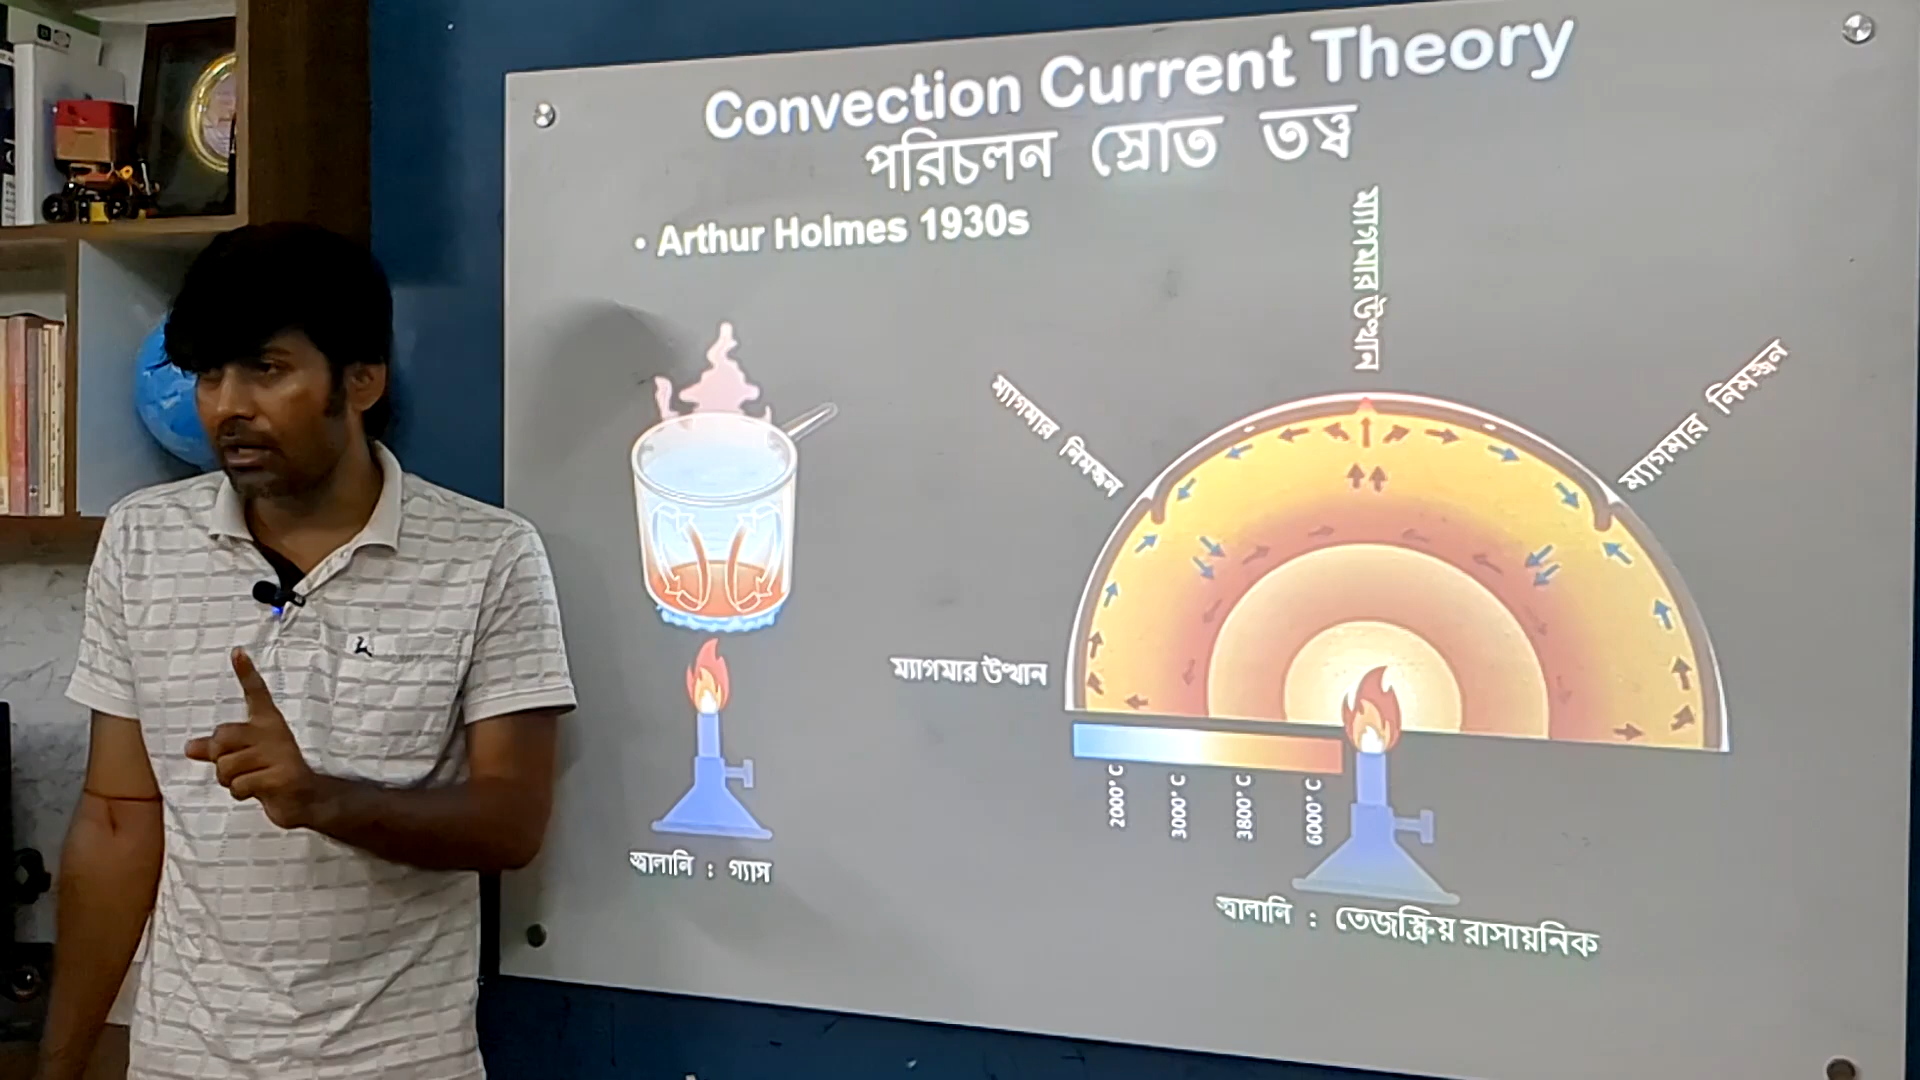 Convection Current Theory
পরিচলন স্রোত তত্ত্ব
• Arthur Holmes 1930s
ম্যাগমার উত্থান
ম্যাগমার নিমজ্জন
ম্যাগমার নিমজ্জন
ম্যাগমার উত্থান
2000°C
3000°C
3800°C
6000°C
জ্বালানি : গ্যাস
জ্বালানি : তেজস্ক্রিয় রাসায়নিক